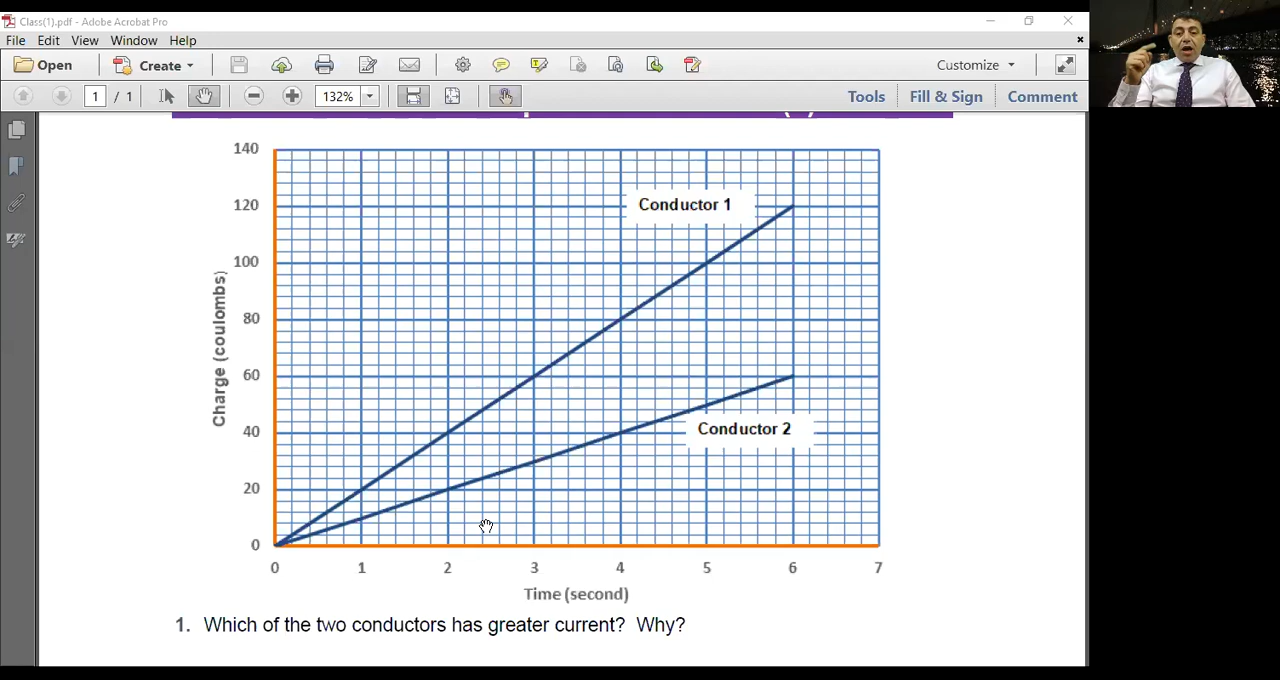 Class(1).pdf - Adobe Acrobat Pro
File Edit View Window Help
Open Create Customize
1 / 1 132% Tools Fill & Sign Comment
140
120
100
80
60
40
20
0
Charge (coulombs)
Conductor 1
Conductor 2
0 1 2 3 4 5 6 7
Time (second)
1. Which of the two conductors has greater current? Why?